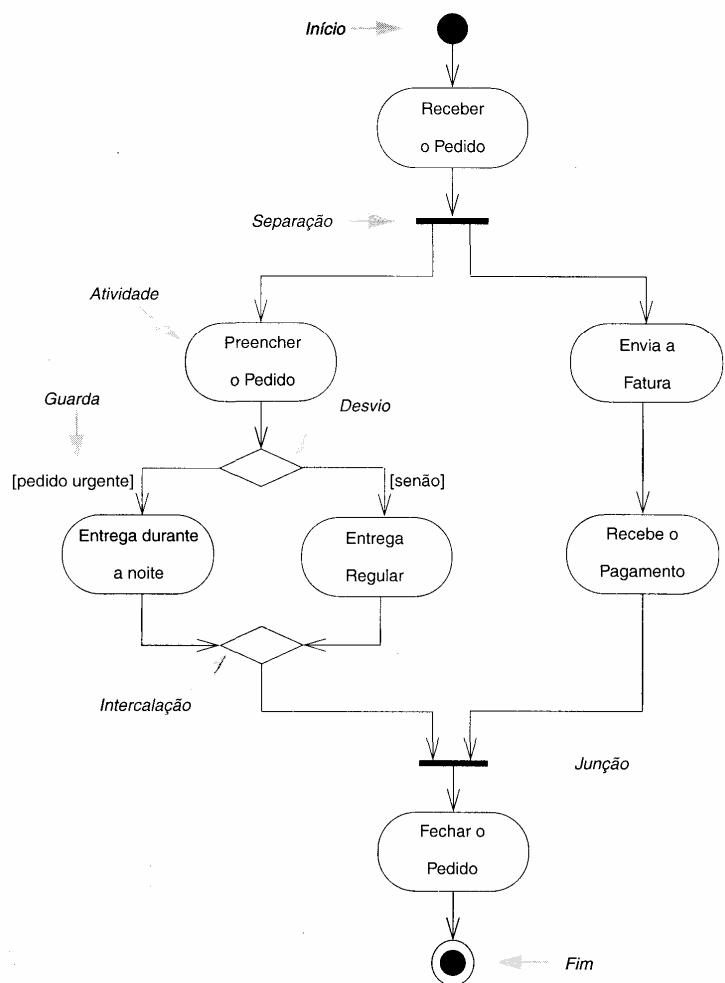 Início
Receber
o Pedido
Separação
Atividade
Preencher
o Pedido
Envia a
Fatura
Guarda
Desvio
[pedido urgente]
[senão]
Entrega durante
a noite
Entrega
Regular
Recebe o
Pagamento
Intercalação
Junção
Fechar o
Pedido
Fim